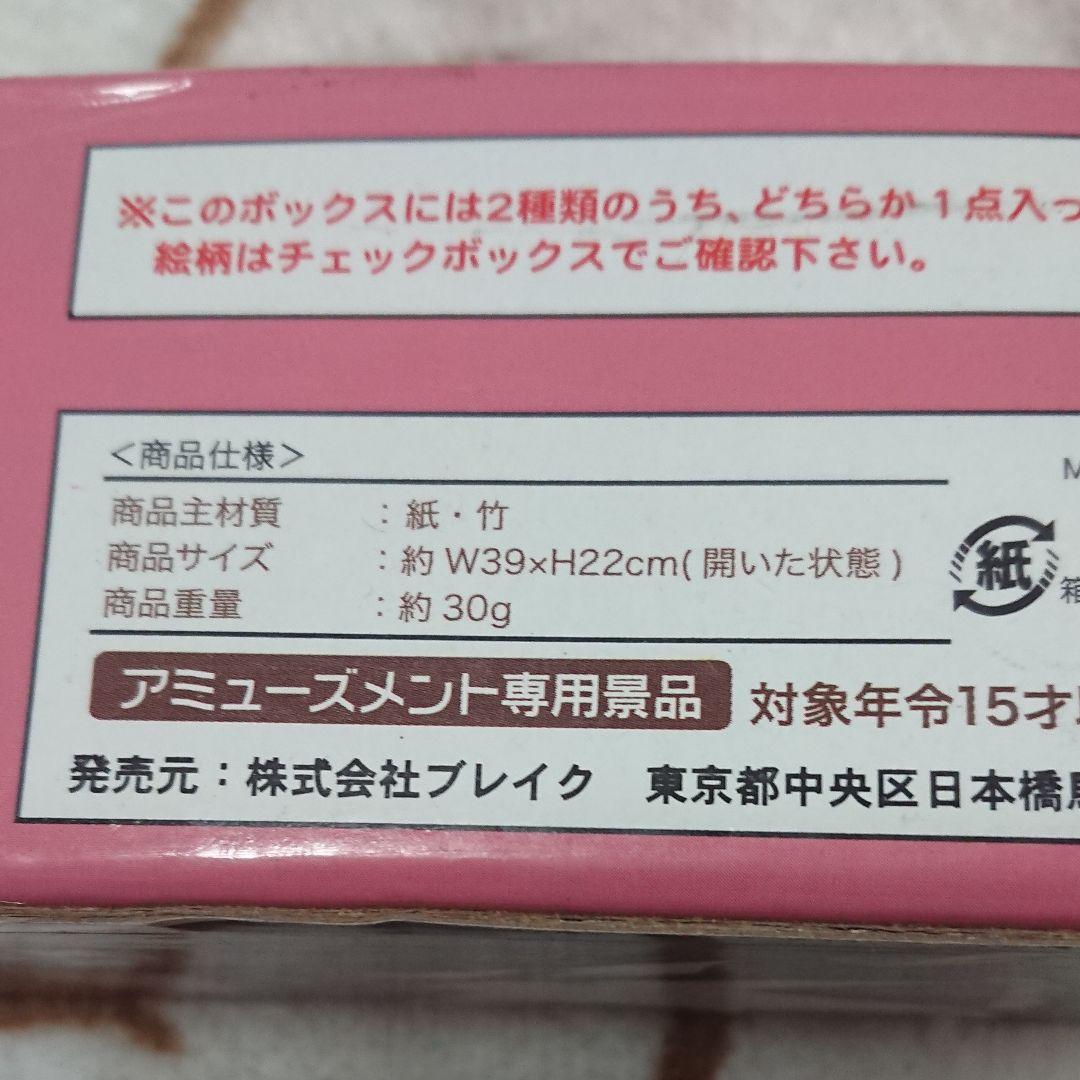 ※このボックスには2種類のうち、どちらか1点入っ
絵柄はチェックボックスでご確認下さい。
<商品仕様>
商品主材質 :紙・竹
商品サイズ :約 W39×H22cm(開いた状態)
商品重量 :約 30g
M
紙
箱
アミューズメント専用景品 対象年令15才
発売元:株式会社ブレイク 東京都中央区日本橋